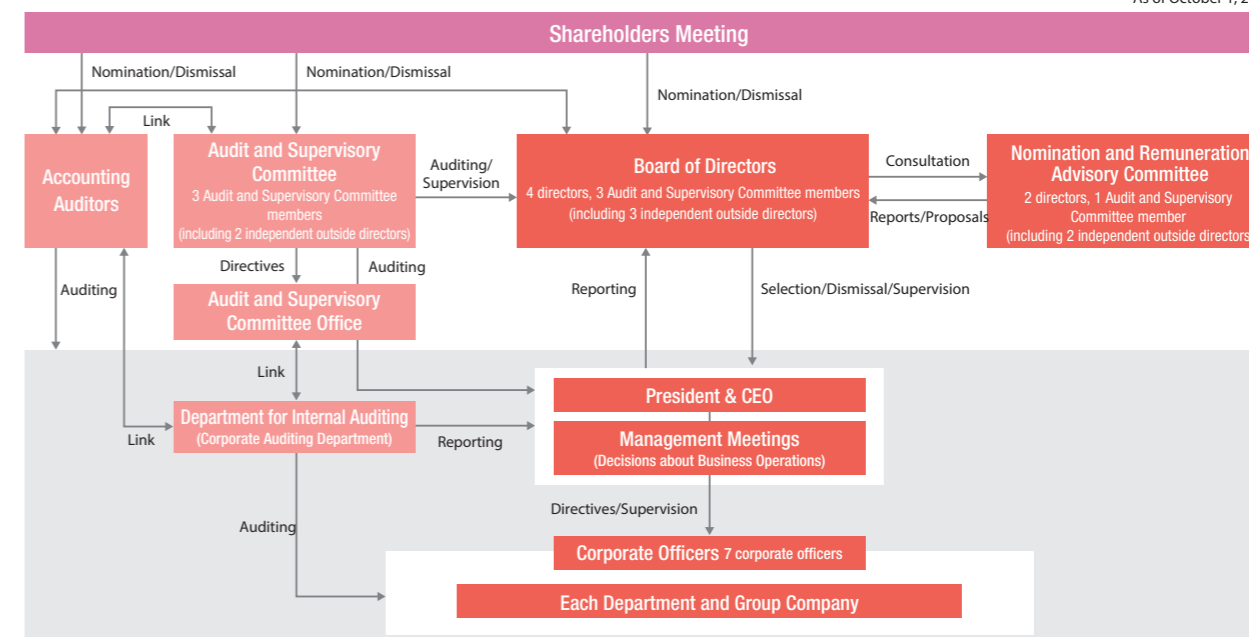 As of October 1, 2
Shareholders Meeting
Nomination/Dismissal
Nomination/Dismissal
Nomination/Dismissal
Link
Accounting
Auditors
Audit and Supervisory
Committee
3 Audit and Supervisory Committee
members
(including 2 independent outside directors)
Auditing/
Supervision
Board of Directors
4 directors, 3 Audit and Supervisory Committee members
(including 3 independent outside directors)
Consultation
Reports/Proposals
Nomination and Remuneration
Advisory Committee
2 directors, 1 Audit and Supervisory
Committee member
(including 2 independent outside directors
Auditing
Directives
Auditing
Audit and Supervisory
Committee Office
Reporting
Selection/Dismissal/Supervision
Link
President & CEO
Department for Internal Auditing
(Corporate Auditing Department)
Link
Reporting
Management Meetings
(Decisions about Business Operations)
Auditing
Directives/Supervision
Corporate Officers 7 corporate officers
Each Department and Group Company